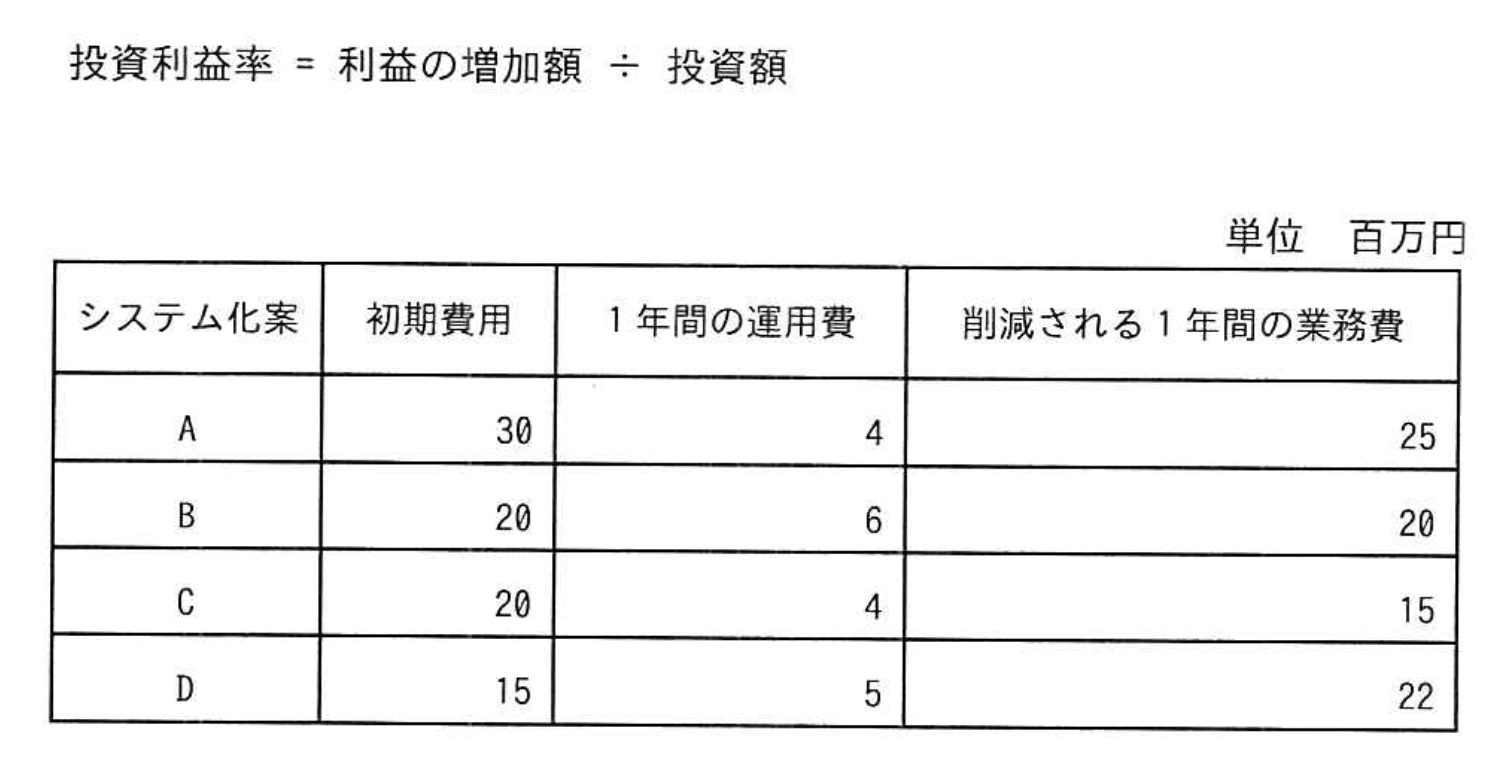 投資利益率 = 利益の増加額 ÷ 投資額
単位 百万円
システム化案 初期費用 1年間の運用費 削減される1年間の業務費
A 30 4 25
B 20 6 20
C 20 4 15
D 15 5 22